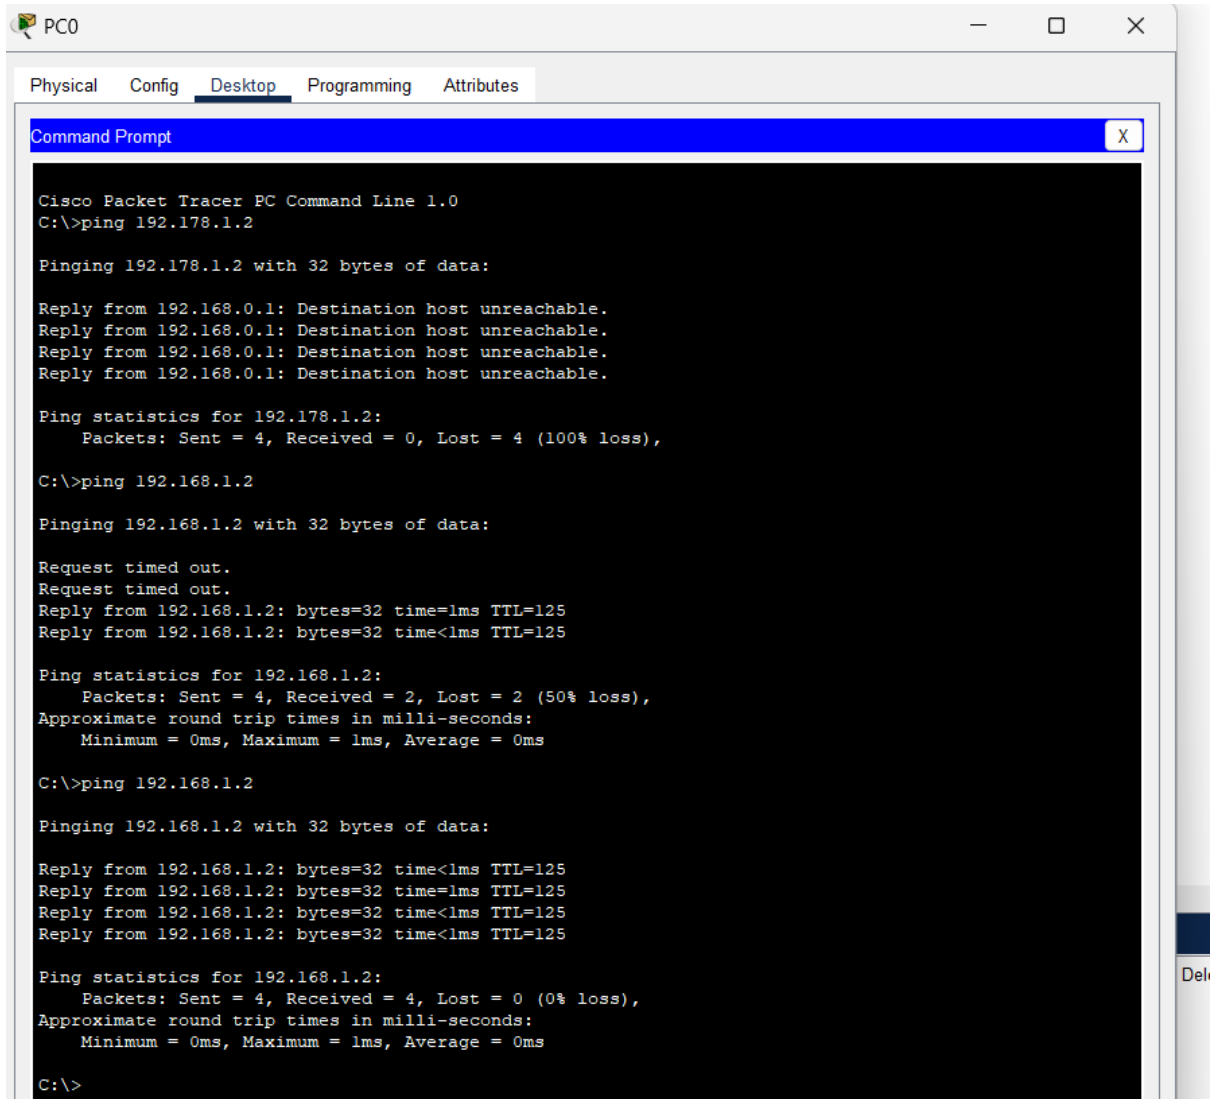 PC0
Physical Config Desktop Programming Attributes
Command Prompt
X
Cisco Packet Tracer PC Command Line 1.0
C:\>ping 192.178.1.2
Pinging 192.178.1.2 with 32 bytes of data:
Reply from 192.168.0.1: Destination host unreachable.
Reply from 192.168.0.1: Destination host unreachable.
Reply from 192.168.0.1: Destination host unreachable.
Reply from 192.168.0.1: Destination host unreachable.
Ping statistics for 192.178.1.2:
    Packets: Sent = 4, Received = 0, Lost = 4 (100% loss),
C:\>ping 192.168.1.2
Pinging 192.168.1.2 with 32 bytes of data:
Request timed out.
Request timed out.
Reply from 192.168.1.2: bytes=32 time=1ms TTL=125
Reply from 192.168.1.2: bytes=32 time<1ms TTL=125
Ping statistics for 192.168.1.2:
    Packets: Sent = 4, Received = 2, Lost = 2 (50% loss),
Approximate round trip times in milli-seconds:
    Minimum = 0ms, Maximum = 1ms, Average = 0ms
C:\>ping 192.168.1.2
Pinging 192.168.1.2 with 32 bytes of data:
Reply from 192.168.1.2: bytes=32 time<1ms TTL=125
Reply from 192.168.1.2: bytes=32 time=1ms TTL=125
Reply from 192.168.1.2: bytes=32 time<1ms TTL=125
Reply from 192.168.1.2: bytes=32 time<1ms TTL=125
Ping statistics for 192.168.1.2:
    Packets: Sent = 4, Received = 4, Lost = 0 (0% loss),
Approximate round trip times in milli-seconds:
    Minimum = 0ms, Maximum = 1ms, Average = 0ms
C:\>